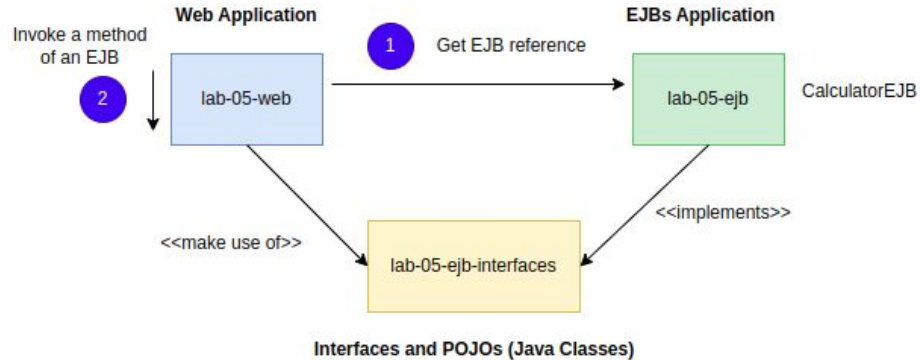 Web Application
EJBs Application
Invoke a method
of an EJB
1
Get EJB reference
2
lab-05-web
lab-05-ejb
CalculatorEJB
<<make use of>>
<<implements>>
lab-05-ejb-interfaces
Interfaces and POJOs (Java Classes)